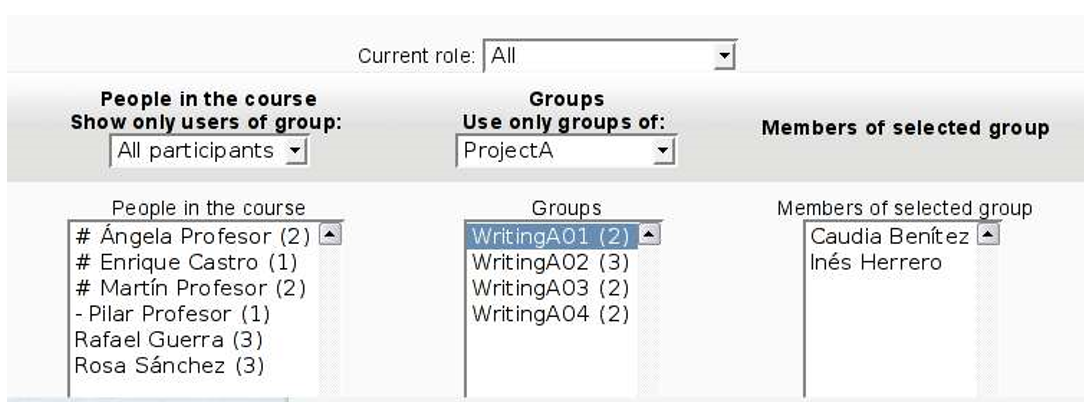 Current role: All
People in the course
Show only users of group:
All participants
Groups
Use only groups of:
ProjectA
Members of selected group
People in the course
# Ángela Profesor (2)
# Enrique Castro (1)
# Martín Profesor (2)
- Pilar Profesor (1)
Rafael Guerra (3)
Rosa Sánchez (3)
Groups
WritingA01 (2)
WritingA02 (3)
WritingA03 (2)
WritingA04 (2)
Members of selected group
Caudia Benítez
Inés Herrero